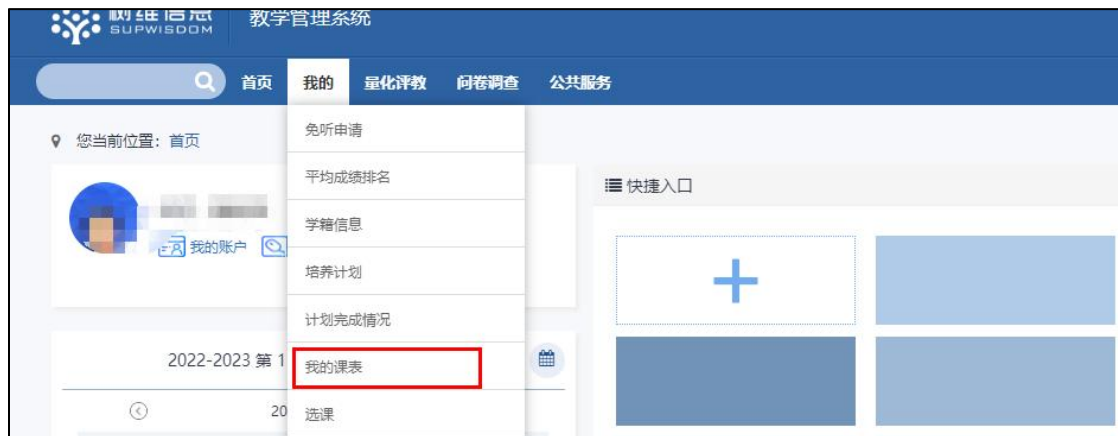 树维信息
SUPWISDOM
教学管理系统
首页 我的 量化评教 问卷调查 公共服务
您当前位置：首页
免听申请
平均成绩排名
学籍信息
培养计划
计划完成情况
我的课表
选课
我的账户
2022-2023 第 1
20
快捷入口